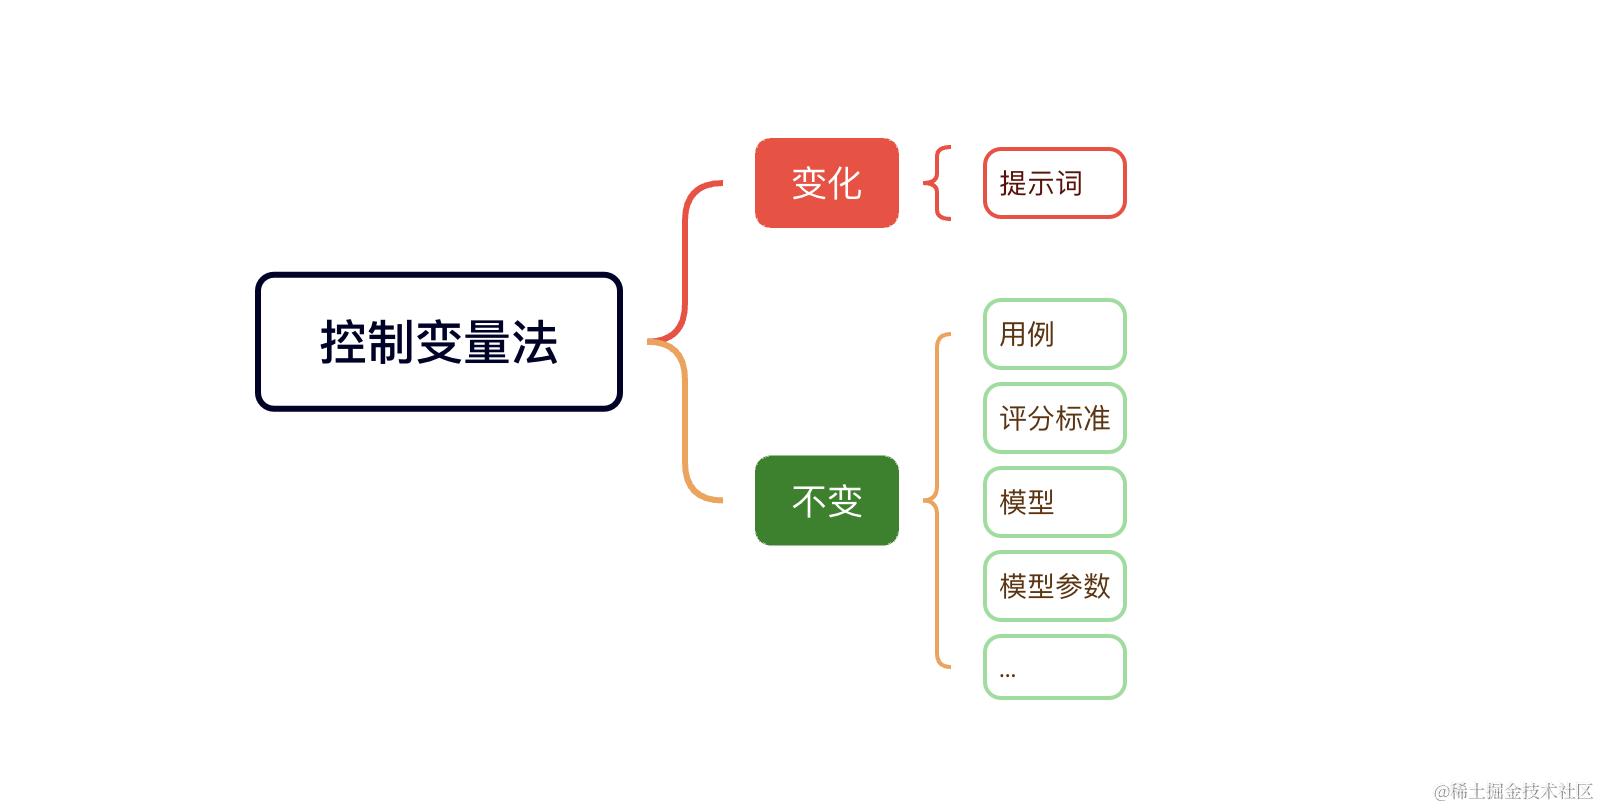 控制变量法
变化
提示词
不变
用例
评分标准
模型
模型参数
...
@稀土掘金技术社区